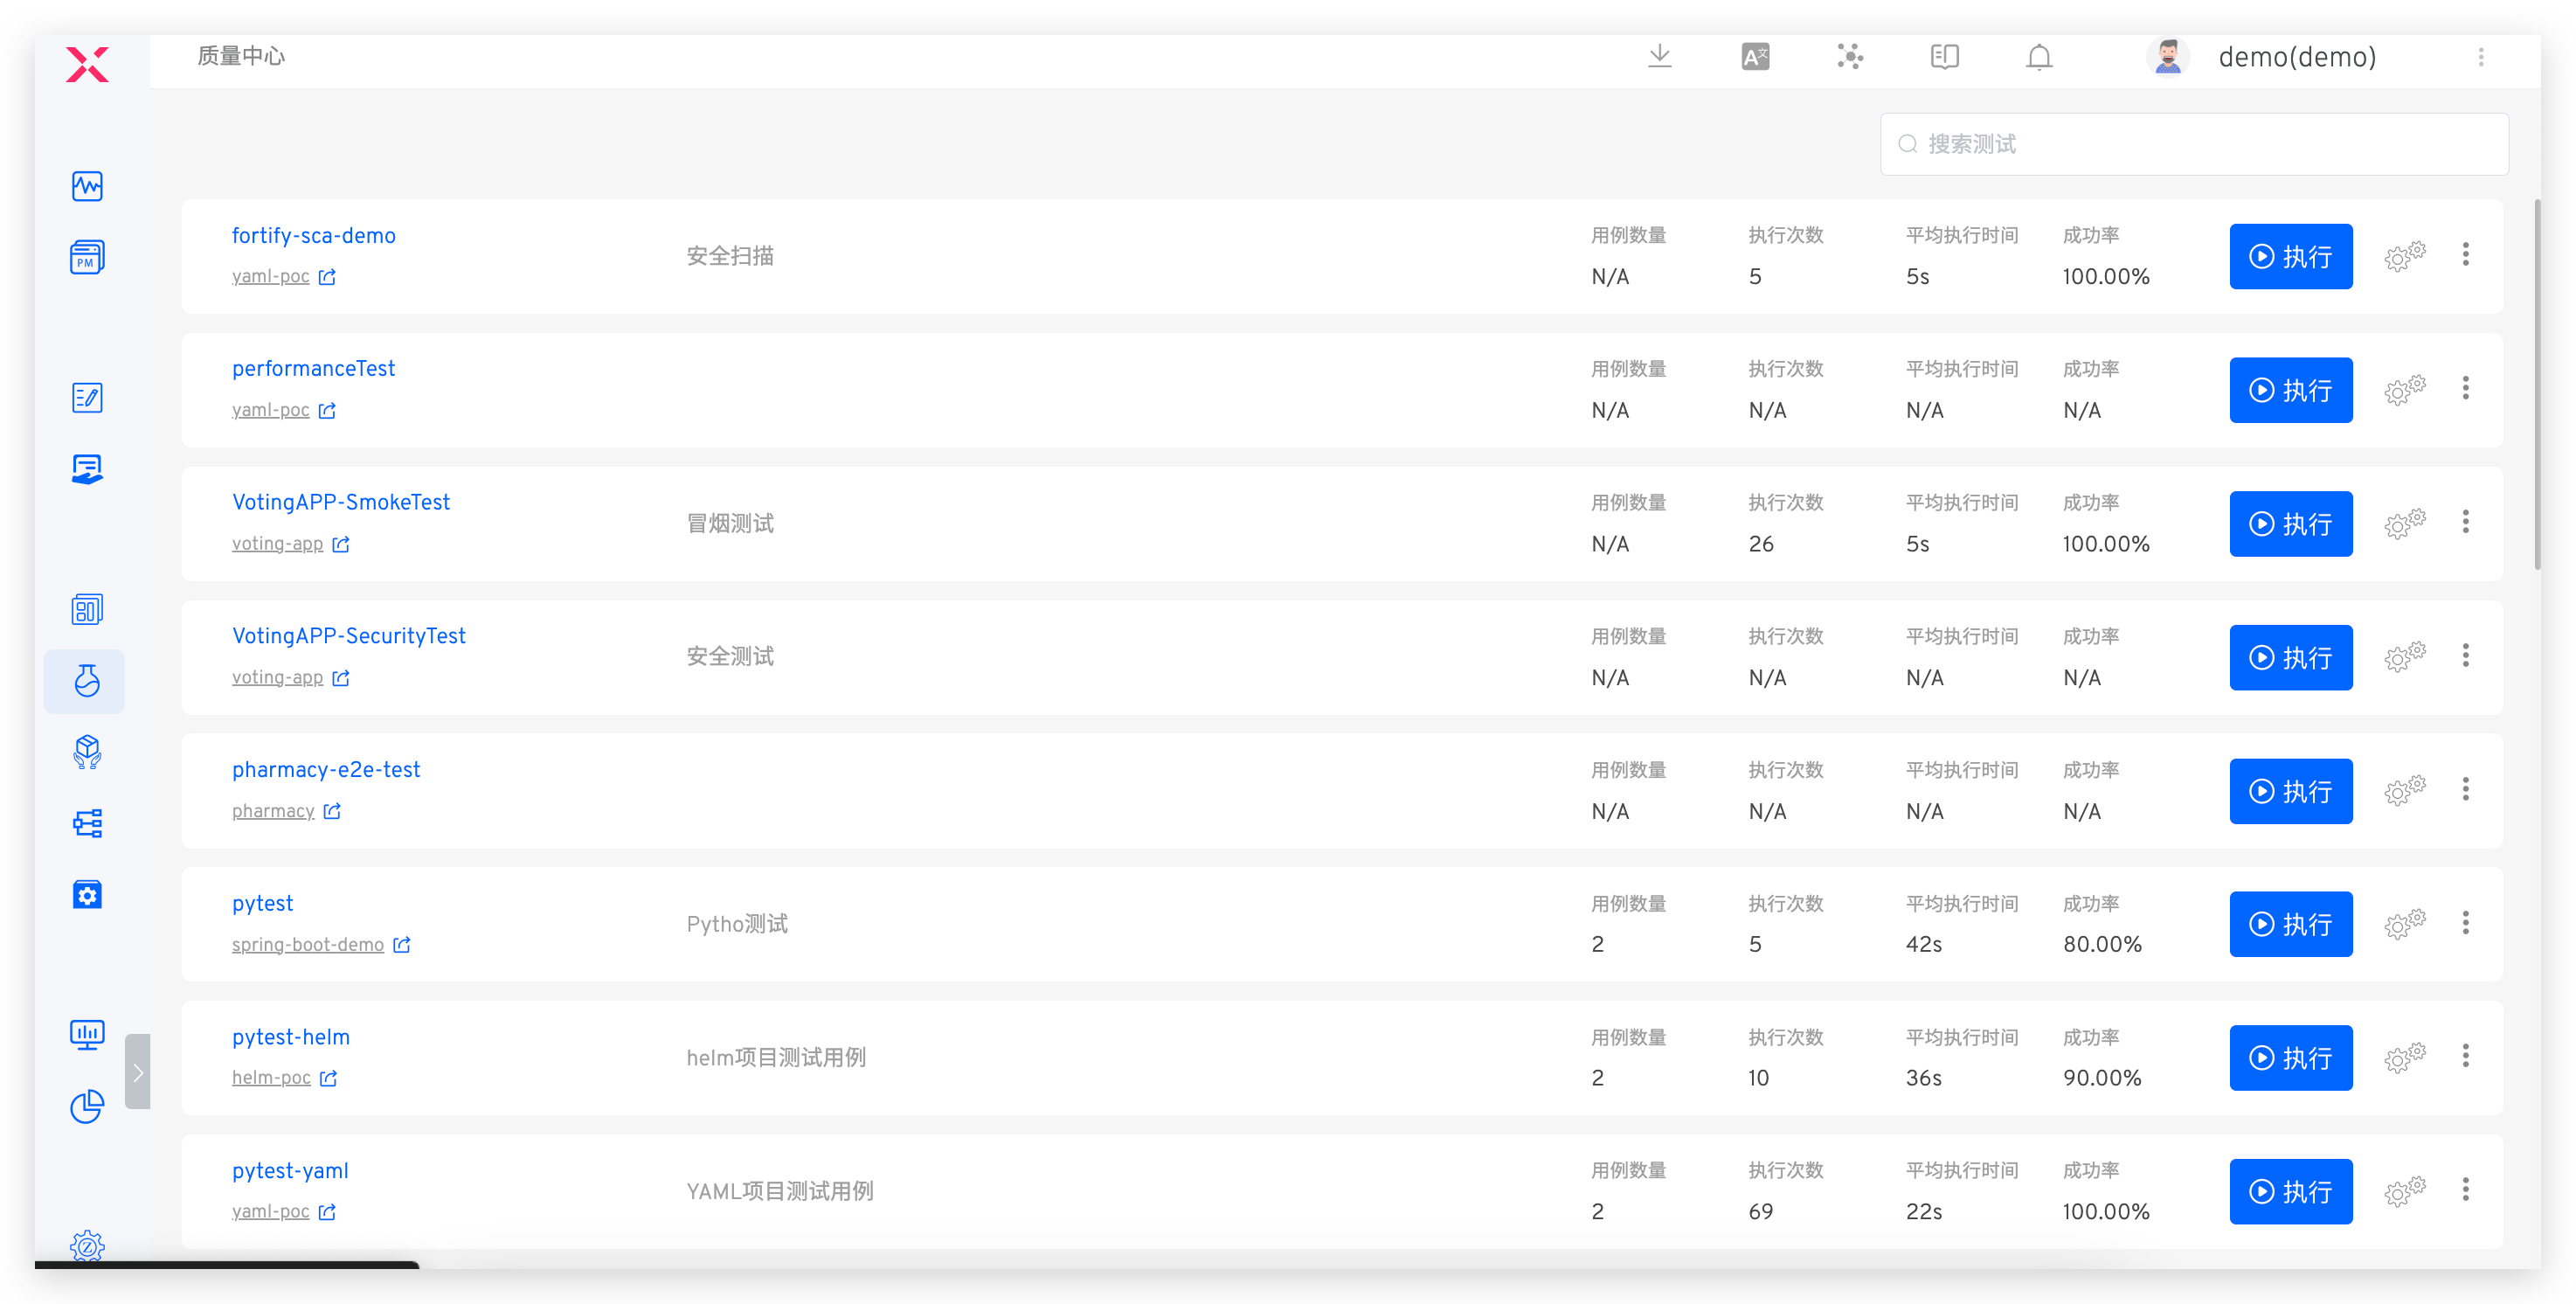 质量中心
A文
demo(demo)
搜索测试
PM
fortify-sca-demo
yaml-poc
安全扫描
用例数量 执行次数 平均执行时间 成功率
N/A 5 5s 100.00%
执行
performanceTest
yaml-poc
用例数量 执行次数 平均执行时间 成功率
N/A N/A N/A N/A
执行
VotingAPP-SmokeTest
voting-app
冒烟测试
用例数量 执行次数 平均执行时间 成功率
N/A 26 5s 100.00%
执行
VotingAPP-SecurityTest
voting-app
安全测试
用例数量 执行次数 平均执行时间 成功率
N/A N/A N/A N/A
执行
pharmacy-e2e-test
pharmacy
用例数量 执行次数 平均执行时间 成功率
N/A N/A N/A N/A
执行
pytest
spring-boot-demo
Pytho测试
用例数量 执行次数 平均执行时间 成功率
2 5 42s 80.00%
执行
pytest-helm
helm-poc
helm项目测试用例
用例数量 执行次数 平均执行时间 成功率
2 10 36s 90.00%
执行
pytest-yaml
yaml-poc
YAML项目测试用例
用例数量 执行次数 平均执行时间 成功率
2 69 22s 100.00%
执行
Z